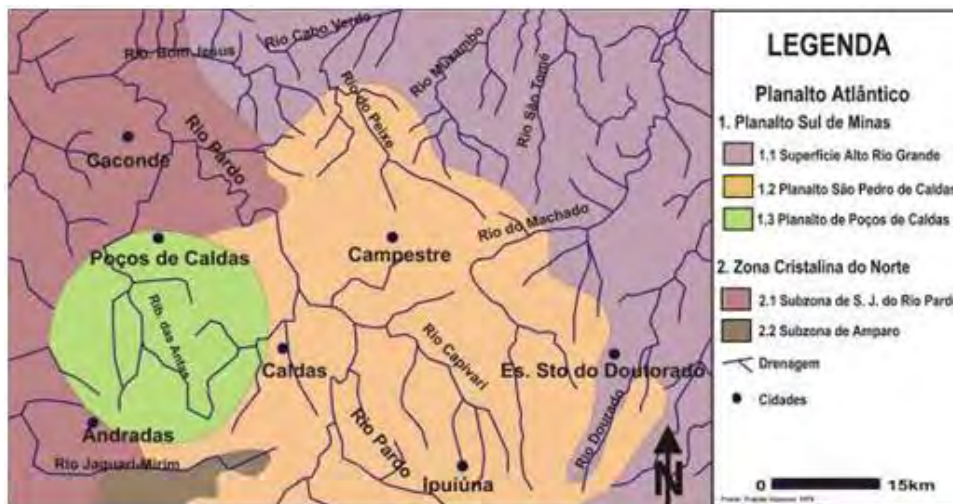 Rio Cabo Verde
Rio. Bom Jesus
Rio Muxambo
Rio São Tomé
Rio do Peixe
Caconde
Rio Pardo
Rio do Machado
Poços de Caldas
Campestre
Rib. das Antas
Rio Capivari
Caldas
Es. Sto do Doutorado
Rio Dourado
Andradas
Rio Pardo
Rio Jaguari-Mirim
Ipuiúna
N
LEGENDA
Planalto Atlântico
1. Planalto Sul de Minas
1.1 Superfície Alto Rio Grande
1.2 Planalto São Pedro de Caldas
1.3 Planalto de Poços de Caldas
2. Zona Cristalina do Norte
2.1 Subzona de S. J. do Rio Pardo
2.2 Subzona de Amparo
Drenagem
Cidades
0 15km